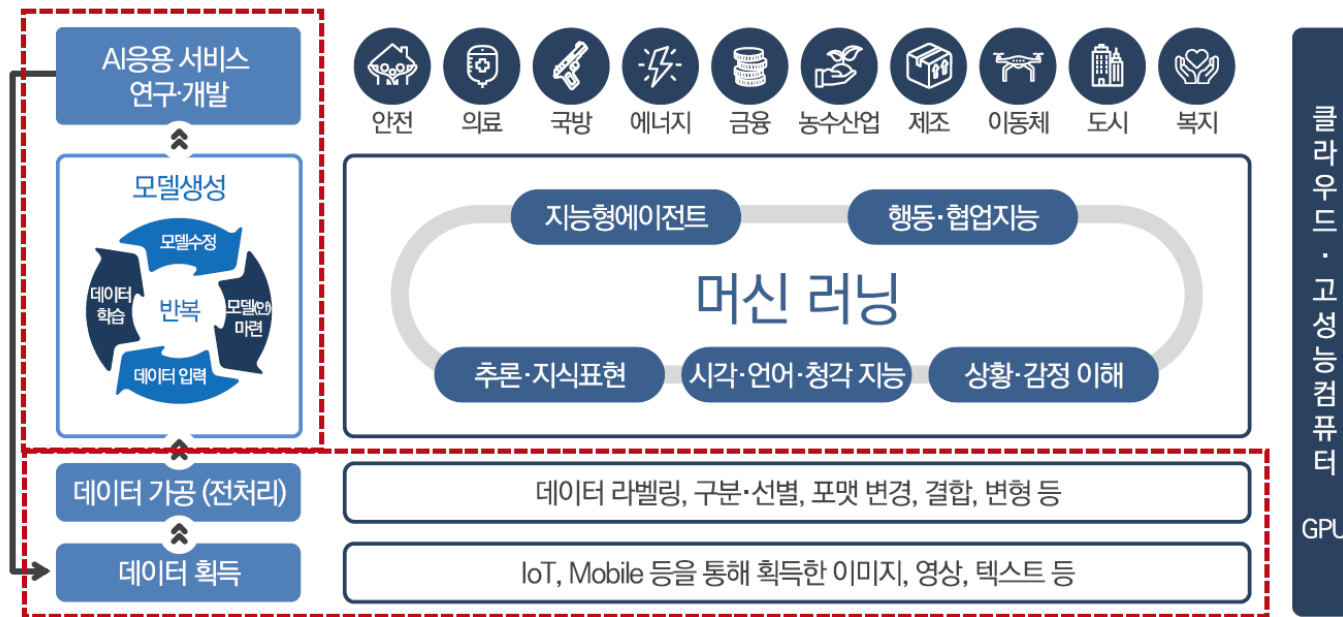 AI응용 서비스
연구·개발
안전
의료
국방
에너지
금융
농수산업
제조
이동체
도시
복지
모델생성
모델수정
데이터
학습
반복
모델(안)
마련
데이터 입력
지능형에이전트
행동·협업지능
머신 러닝
추론·지식표현
시각·언어·청각 지능
상황·감정 이해
데이터 가공 (전처리)
데이터 라벨링, 구분·선별, 포맷 변경, 결합, 변형 등
데이터 획득
IoT, Mobile 등을 통해 획득한 이미지, 영상, 텍스트 등
클라우드·고성능컴퓨터
GPU